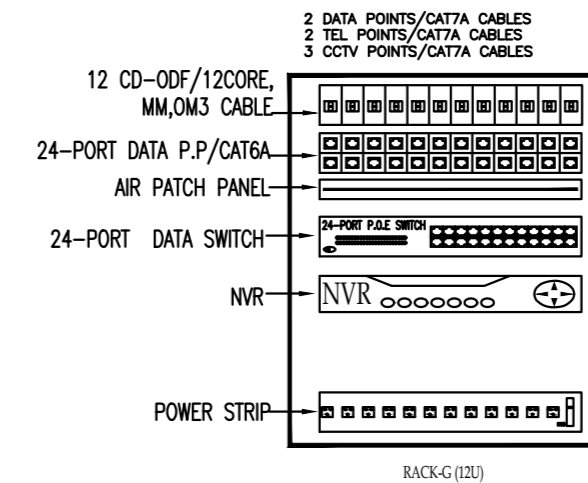 2 DATA POINTS/CAT7A CABLES
2 TEL POINTS/CAT7A CABLES
3 CCTV POINTS/CAT7A CABLES
12 CD-ODF/12CORE,
MM,OM3 CABLE
24-PORT DATA P.P/CAT6A
AIR PATCH PANEL
24-PORT DATA SWITCH
24-PORT P.O.E SWITCH
NVR
NVR
POWER STRIP
RACK-G (12U)